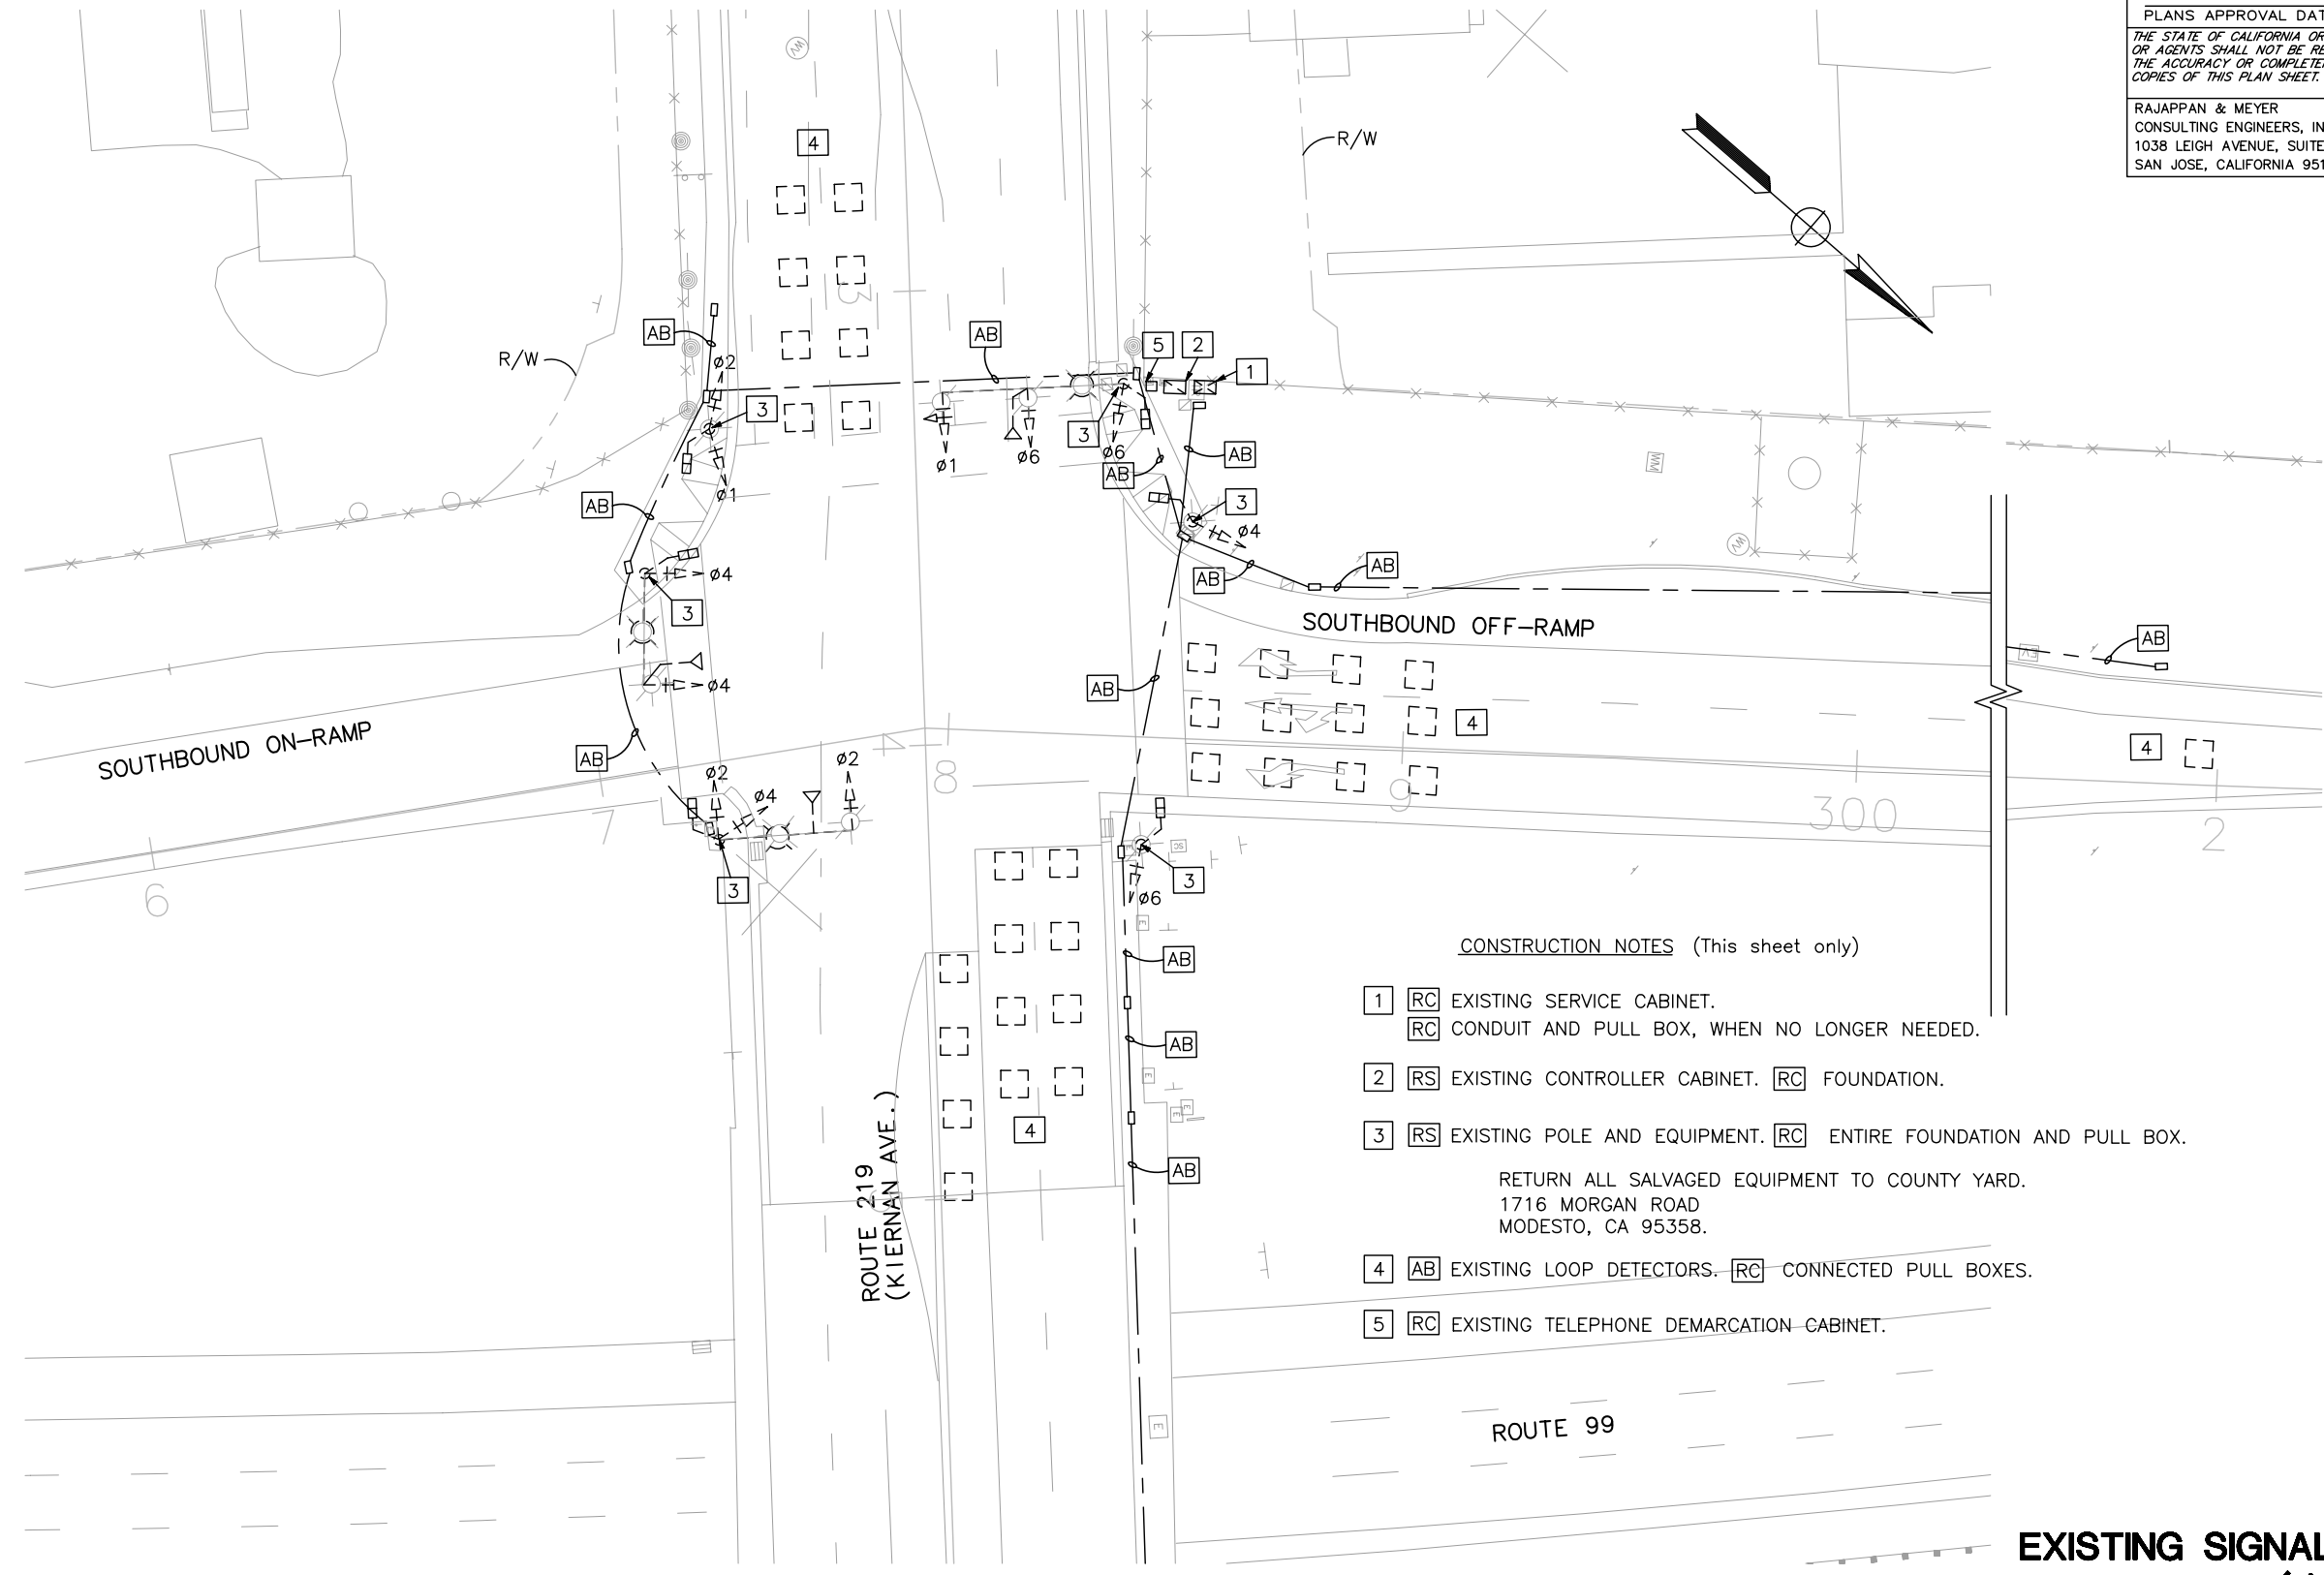 PLANS APPROVAL DAT
THE STATE OF CALIFORNIA OR
OR AGENTS SHALL NOT BE RE
THE ACCURACY OR COMPLETE
COPIES OF THIS PLAN SHEET.
RAJAPPAN & MEYER
CONSULTING ENGINEERS, IN
1038 LEIGH AVENUE, SUITE
SAN JOSE, CALIFORNIA 951
WV
4
R/W
3
AB
AB
5
2
1
R/W
ø2
3
3
ø1
ø6
ø6
AB
AB
WM
ø1
AB
3
ø4
WV
ø4
AB
AB
3
SOUTHBOUND OFF-RAMP
AB
EV
ø4
AB
4
SOUTHBOUND ON-RAMP
AB
4
ø2
ø2
8
ø4
9
300
7
2
SC
6
3
3
ø6
E
CONSTRUCTION NOTES (This sheet only)
AB
1 RC EXISTING SERVICE CABINET.
RC CONDUIT AND PULL BOX, WHEN NO LONGER NEEDED.
AB
2 RS EXISTING CONTROLLER CABINET. RC FOUNDATION.
E
E
E
4
3 RS EXISTING POLE AND EQUIPMENT. RC ENTIRE FOUNDATION AND PULL BOX.
AB
RETURN ALL SALVAGED EQUIPMENT TO COUNTY YARD.
1716 MORGAN ROAD
MODESTO, CA 95358.
ROUTE 219
(KIERNAN AVE.)
4 AB EXISTING LOOP DETECTORS. RC CONNECTED PULL BOXES.
5 RC EXISTING TELEPHONE DEMARCATION CABINET.
E
ROUTE 99
EXISTING SIGNAL